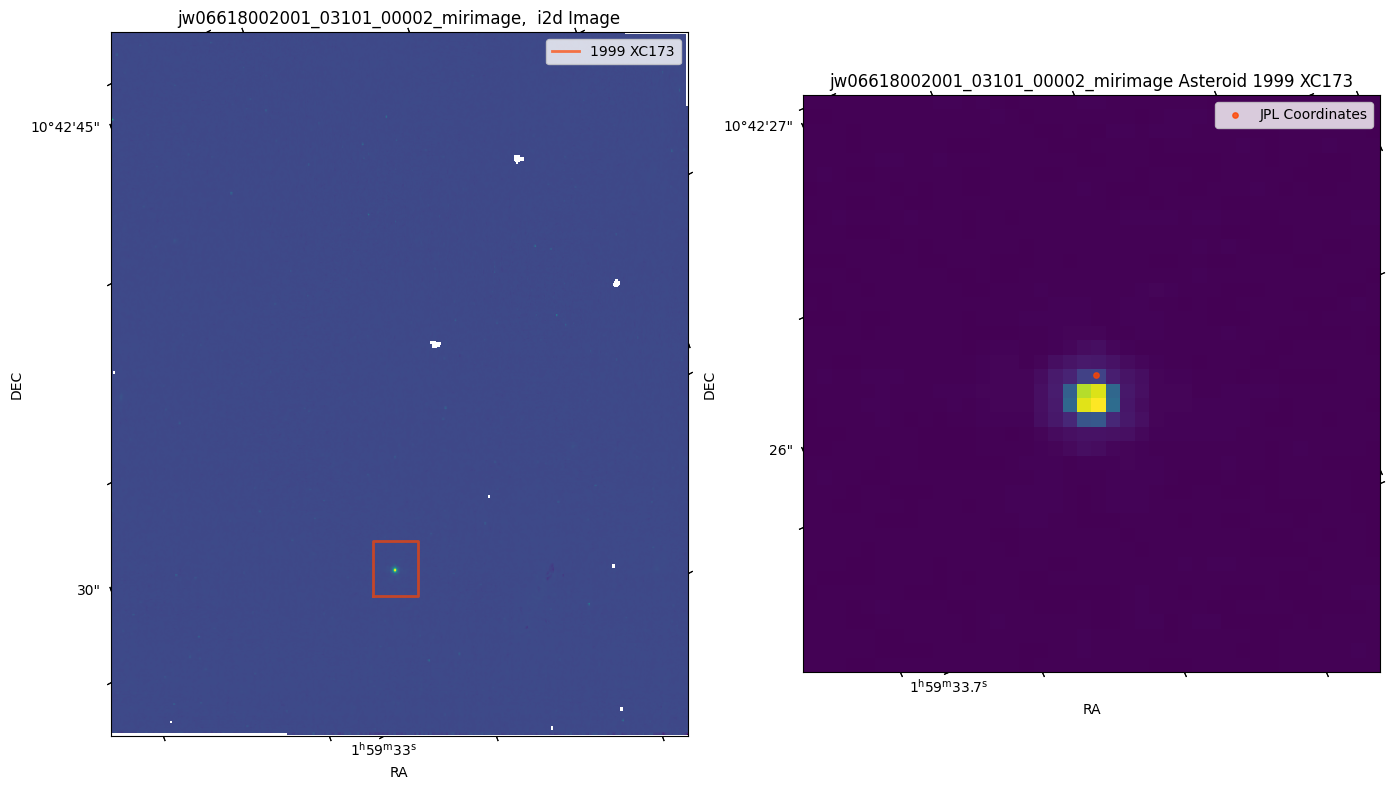 jw06618002001_03101_00002_mirimage,  i2d Image
1999 XC173
10°42'45"
30"
DEC
1ʰ59ᵐ33ˢ
RA
jw06618002001_03101_00002_mirimage Asteroid 1999 XC173
JPL Coordinates
10°42'27"
26"
DEC
1ʰ59ᵐ33.7ˢ
RA